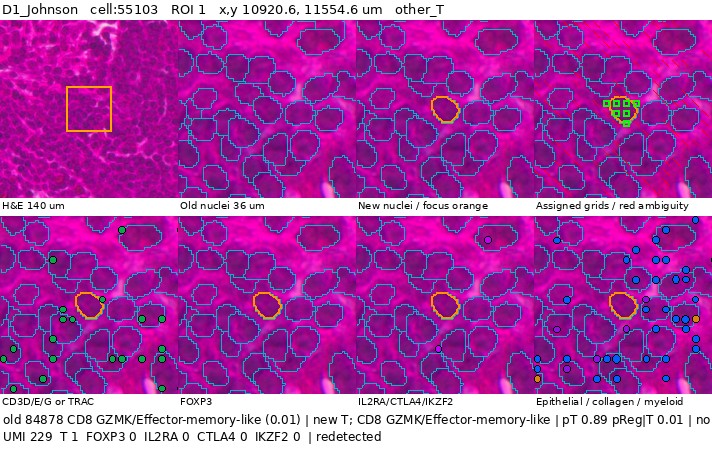 D1_Johnson cell:55103 ROI 1 x,y 10920.6, 11554.6 um other_T
H&E 140 um
Old nuclei 36 um
New nuclei / focus orange
Assigned grids / red ambiguity
CD3D/E/G or TRAC
FOXP3
IL2RA/CTLA4/IKZF2
Epithelial / collagen / myeloid
old 84878 CD8 GZMK/Effector-memory-like (0.01) | new T; CD8 GZMK/Effector-memory-like | pT 0.89 pReg|T 0.01 | no
UMI 229 T 1 FOXP3 0 IL2RA 0 CTLA4 0 IKZF2 0 | redetected